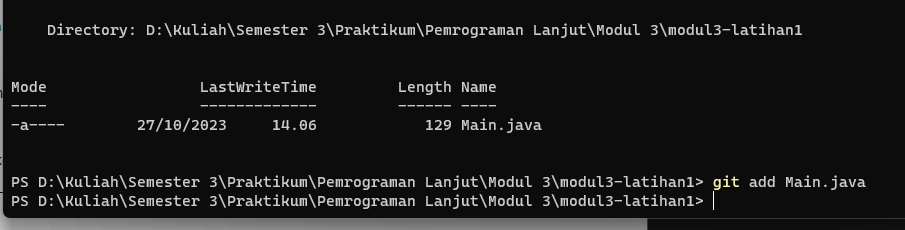 Directory: D:\Kuliah\Semester 3\Praktikum\Pemrograman Lanjut\Modul 3\modul3-latihan1
Mode LastWriteTime Length Name
---- ------------- ------ ----
-a---- 27/10/2023 14.06 129 Main.java
PS D:\Kuliah\Semester 3\Praktikum\Pemrograman Lanjut\Modul 3\modul3-latihan1> git add Main.java
PS D:\Kuliah\Semester 3\Praktikum\Pemrograman Lanjut\Modul 3\modul3-latihan1>